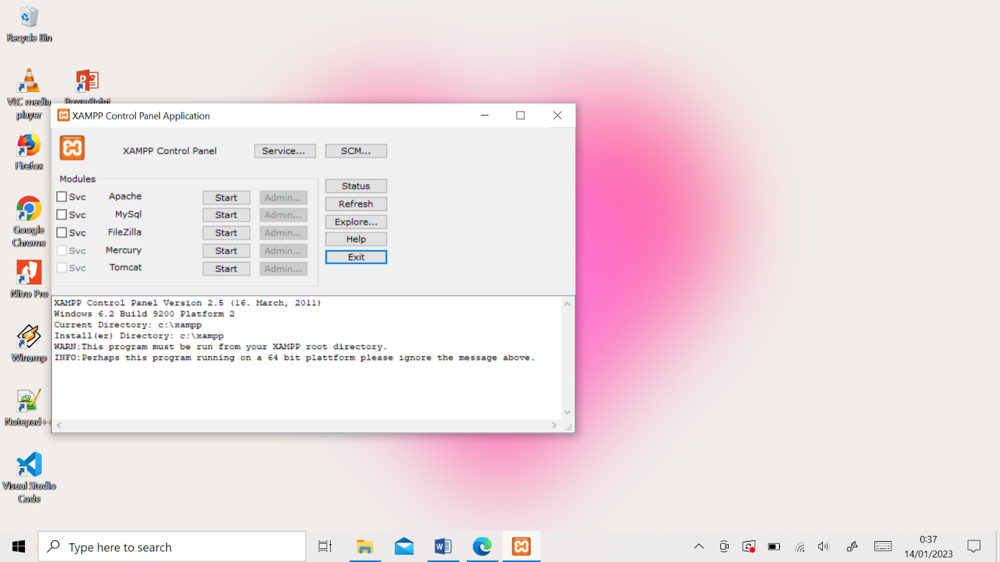 Recycle Bin
VLC media
player
PowerPoint
Firefox
Google
Chrome
Nitro Pro
Winamp
Notepad++
Visual Studio
Code
XAMPP Control Panel Application
XAMPP Control Panel
Service...
SCM...
Modules
Svc Apache Start Admin...
Svc MySql Start Admin...
Svc FileZilla Start Admin...
Svc Mercury Start Admin...
Svc Tomcat Start Admin...
Status
Refresh
Explore...
Help
Exit
XAMPP Control Panel Version 2.5 (16. March, 2011)
Windows 6.2 Build 9200 Platform 2
Current Directory: c:\xampp
Install(er) Directory: c:\xampp
WARN:This program must be run from your XAMPP root directory.
INFO:Perhaps this program running on a 64 bit plattform please ignore the message above.
Type here to search
0:37
14/01/2023